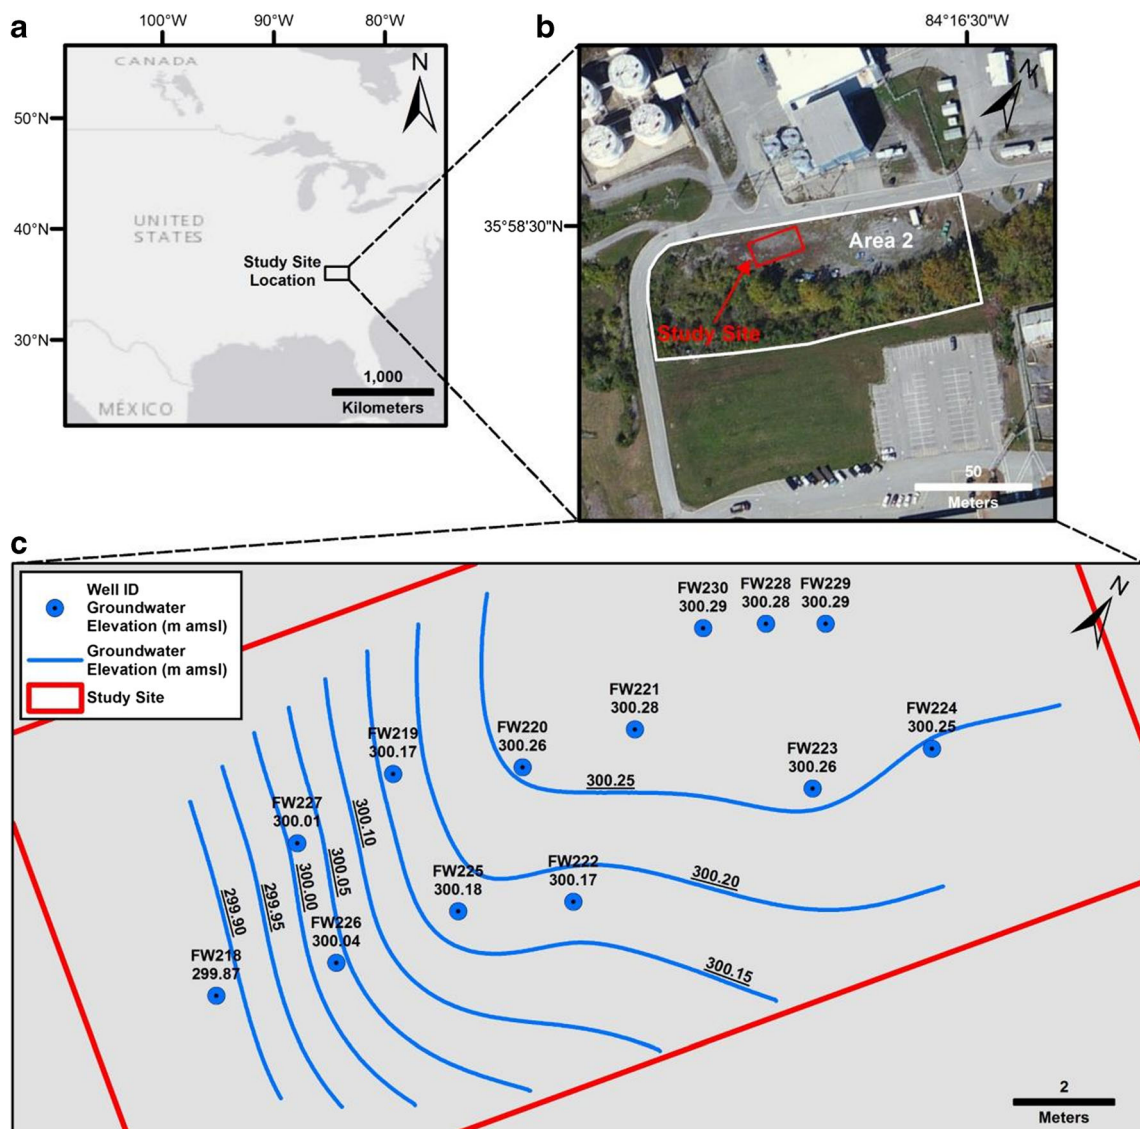 a
100°W
90°W
80°W
50°N
40°N
30°N
CANADA
N
UNITED
STATES
Study Site
Location
MÉXICO
1,000
Kilometers
b
84°16'30"W
35°58'30"N
N
Area 2
Study Site
50
Meters
c
Well ID
Groundwater
Elevation (m amsl)
Groundwater
Elevation (m amsl)
Study Site
N
FW230
300.29
FW228
300.28
FW229
300.29
FW221
300.28
FW224
300.25
FW220
300.26
FW219
300.17
FW223
300.26
300.25
FW227
300.01
300.10
FW222
300.17
FW225
300.18
300.20
300.05
300.00
299.95
299.90
FW226
300.04
FW218
299.87
300.15
2
Meters